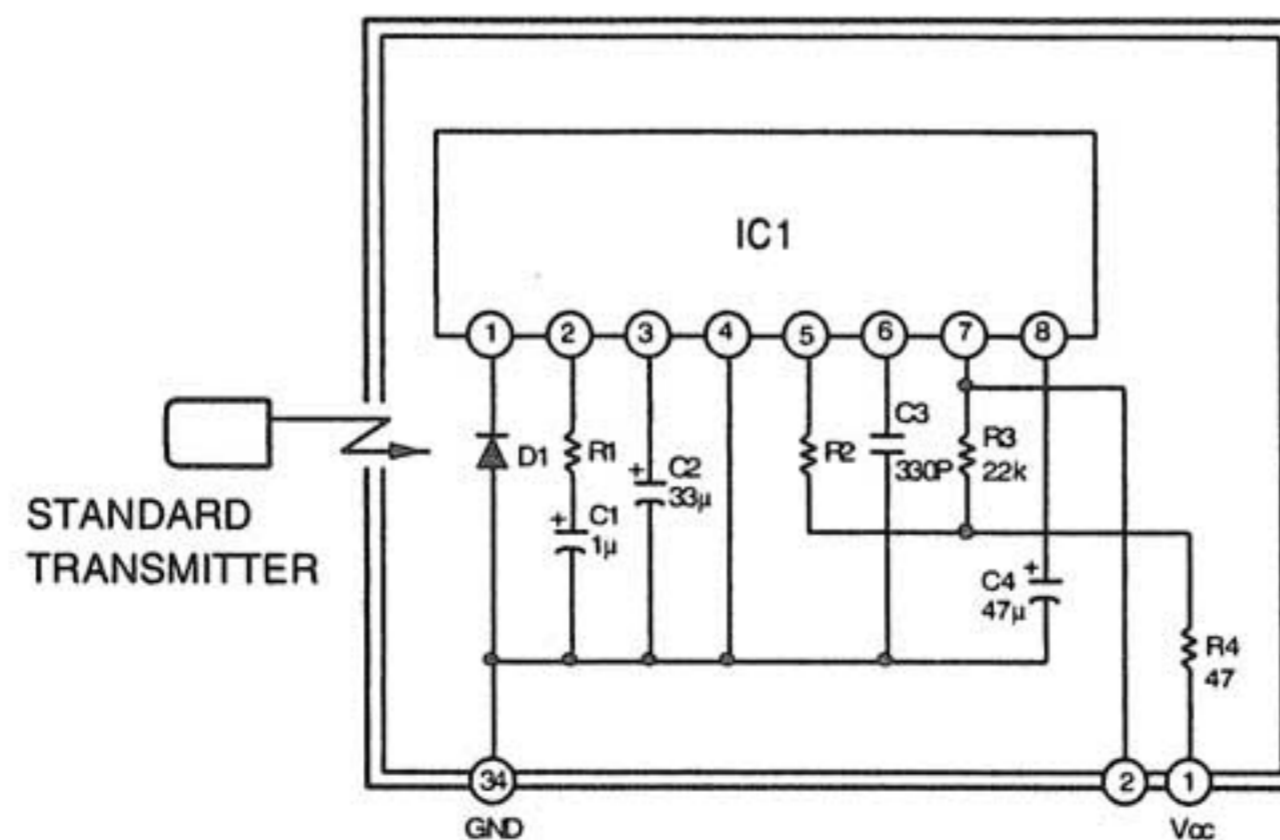 IC1
1 2 3 4 5 6 7 8
D1
R1
+ C1
1µ
+ C2
33µ
R2
C3
330P
R3
22k
+
C4
47µ
R4
47
STANDARD
TRANSMITTER
34
GND
2
1
Vcc